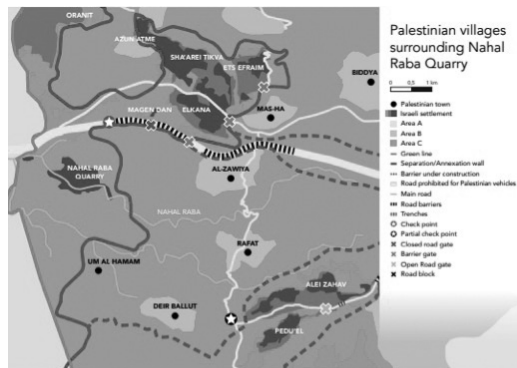 ORANIT
AZUN ATME
SHA'AREI TIKVA
ETS EFRAIM
BIDDYA
MAGEN DAN
ELKANA
MAS-HA
NAHAL RABA
QUARRY
AL-ZAWIYA
NAHAL RABA
RAFAT
UM AL HAMAM
ALEI ZAHAV
DEIR BALLUT
PEDU'EL
Palestinian villages
surrounding Nahal
Raba Quarry
0 0,5 1 km
Palestinian town
Israeli settlement
Area A
Area B
Area C
Green line
Separation/Annexation wall
Barrier under construction
Road prohibited for Palestinian vehicles
Main road
Road barriers
Trenches
Check point
Partial check point
Closed road gate
Barrier gate
Open Road gate
Road block